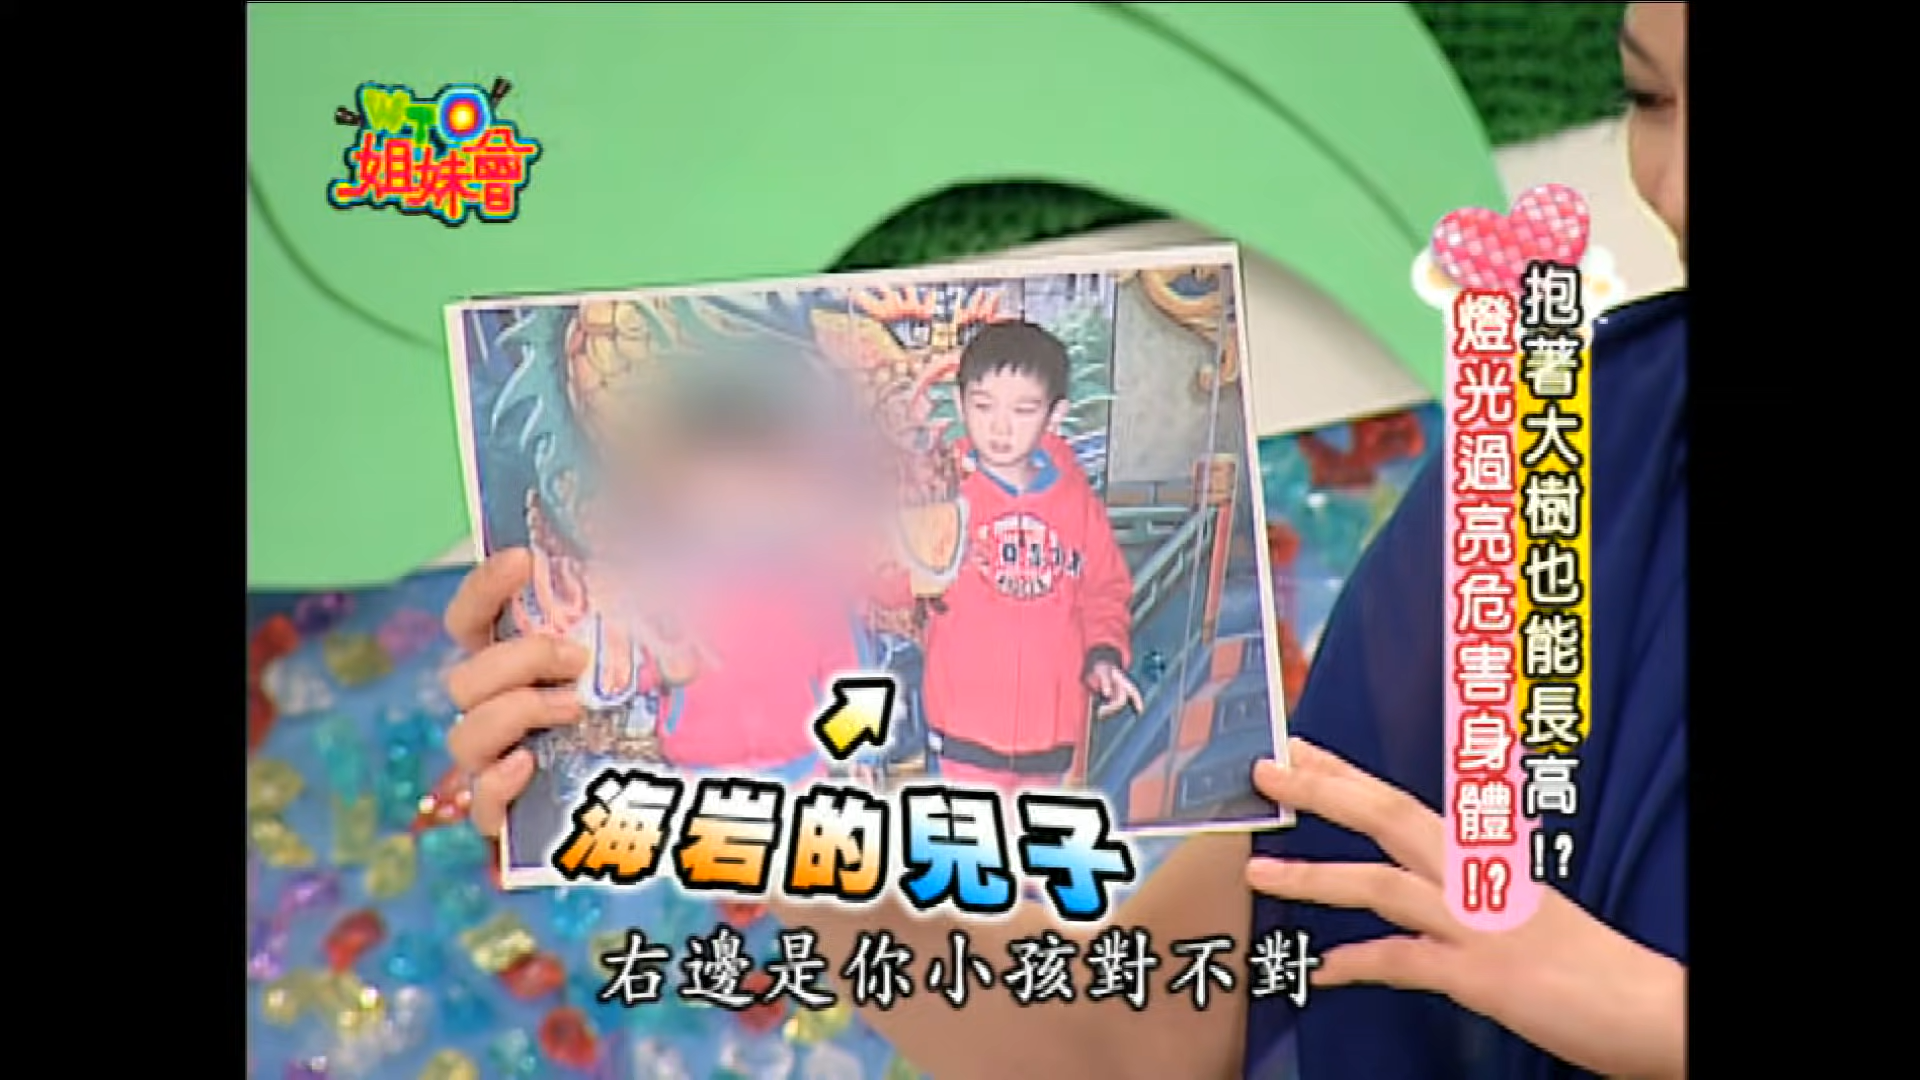 WTO
姐妹會
抱著大樹也能長高!?
燈光過亮危害身體!?
海岩的兒子
右邊是你小孩對不對